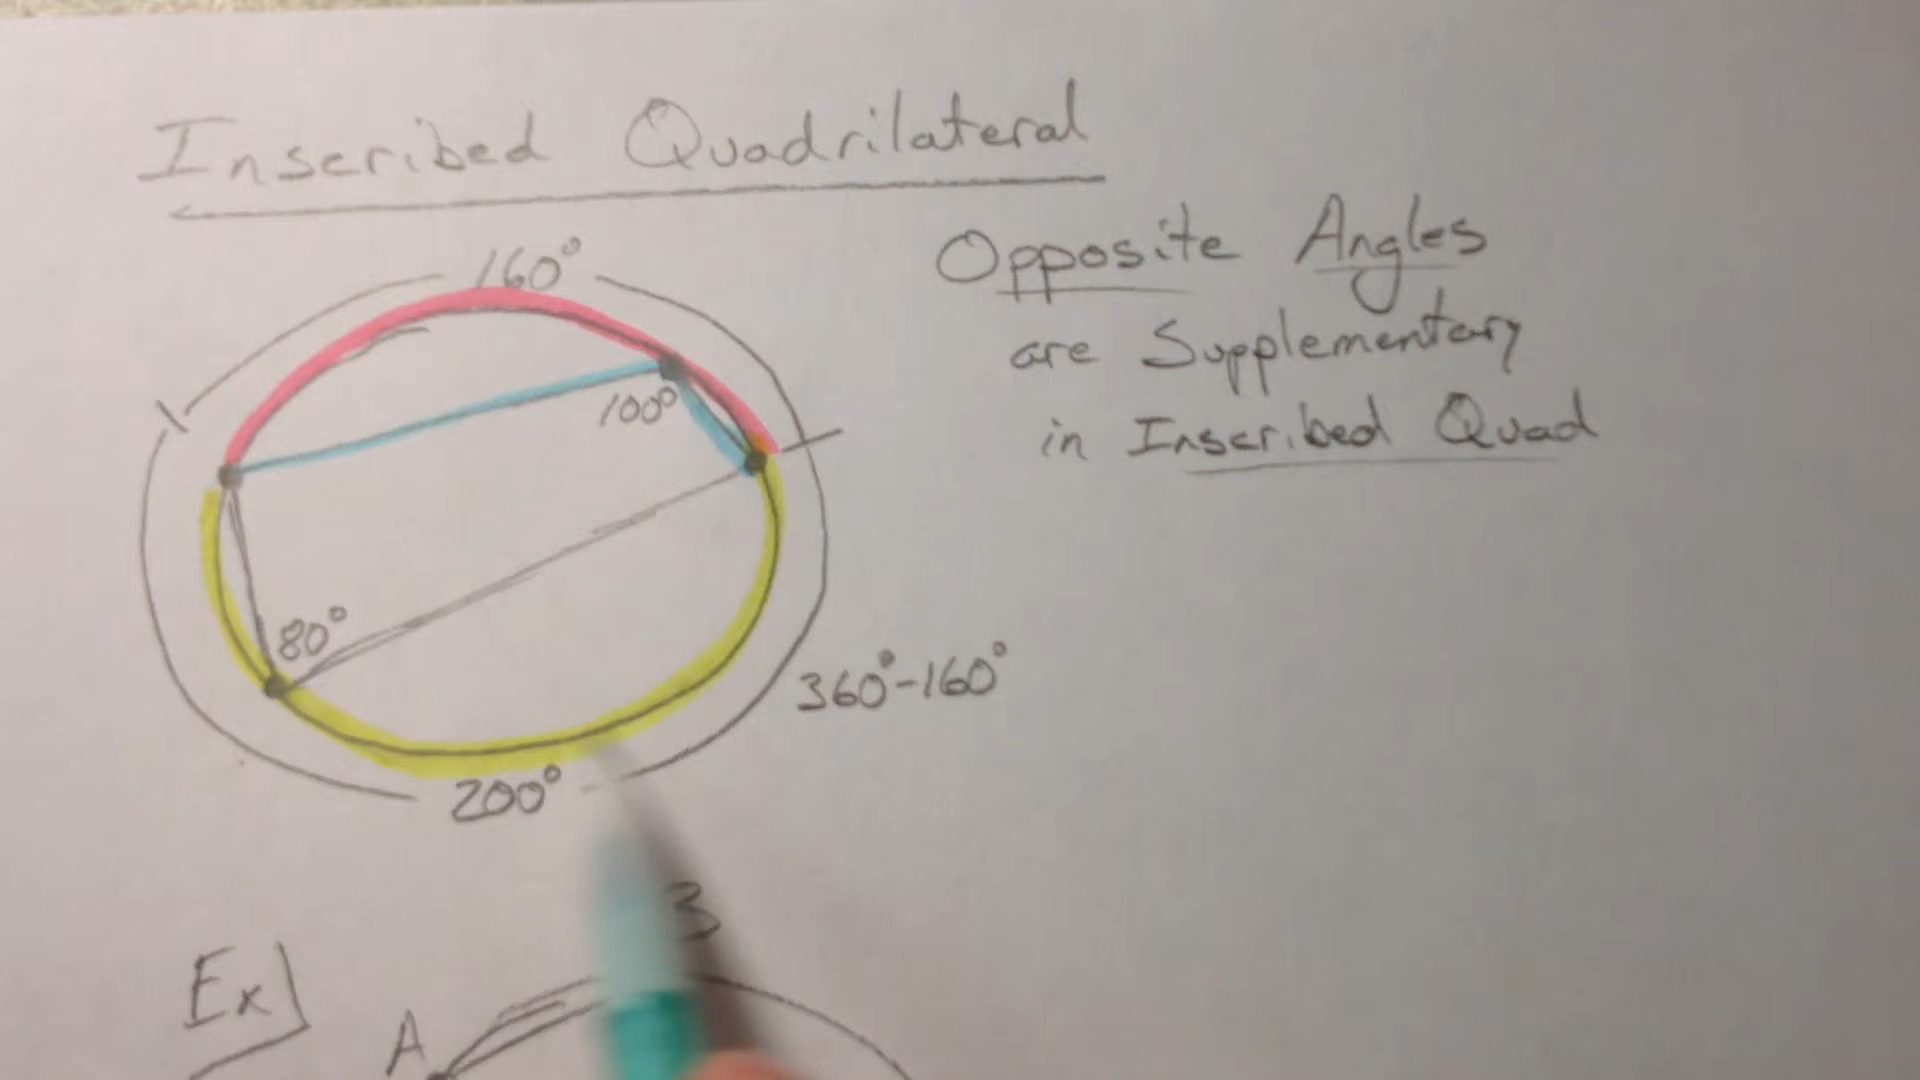 Inscribed Quadrilateral
160°
Opposite Angles
are Supplementary
in Inscribed Quad
100°
80°
360°-160°
200°
Ex)
A